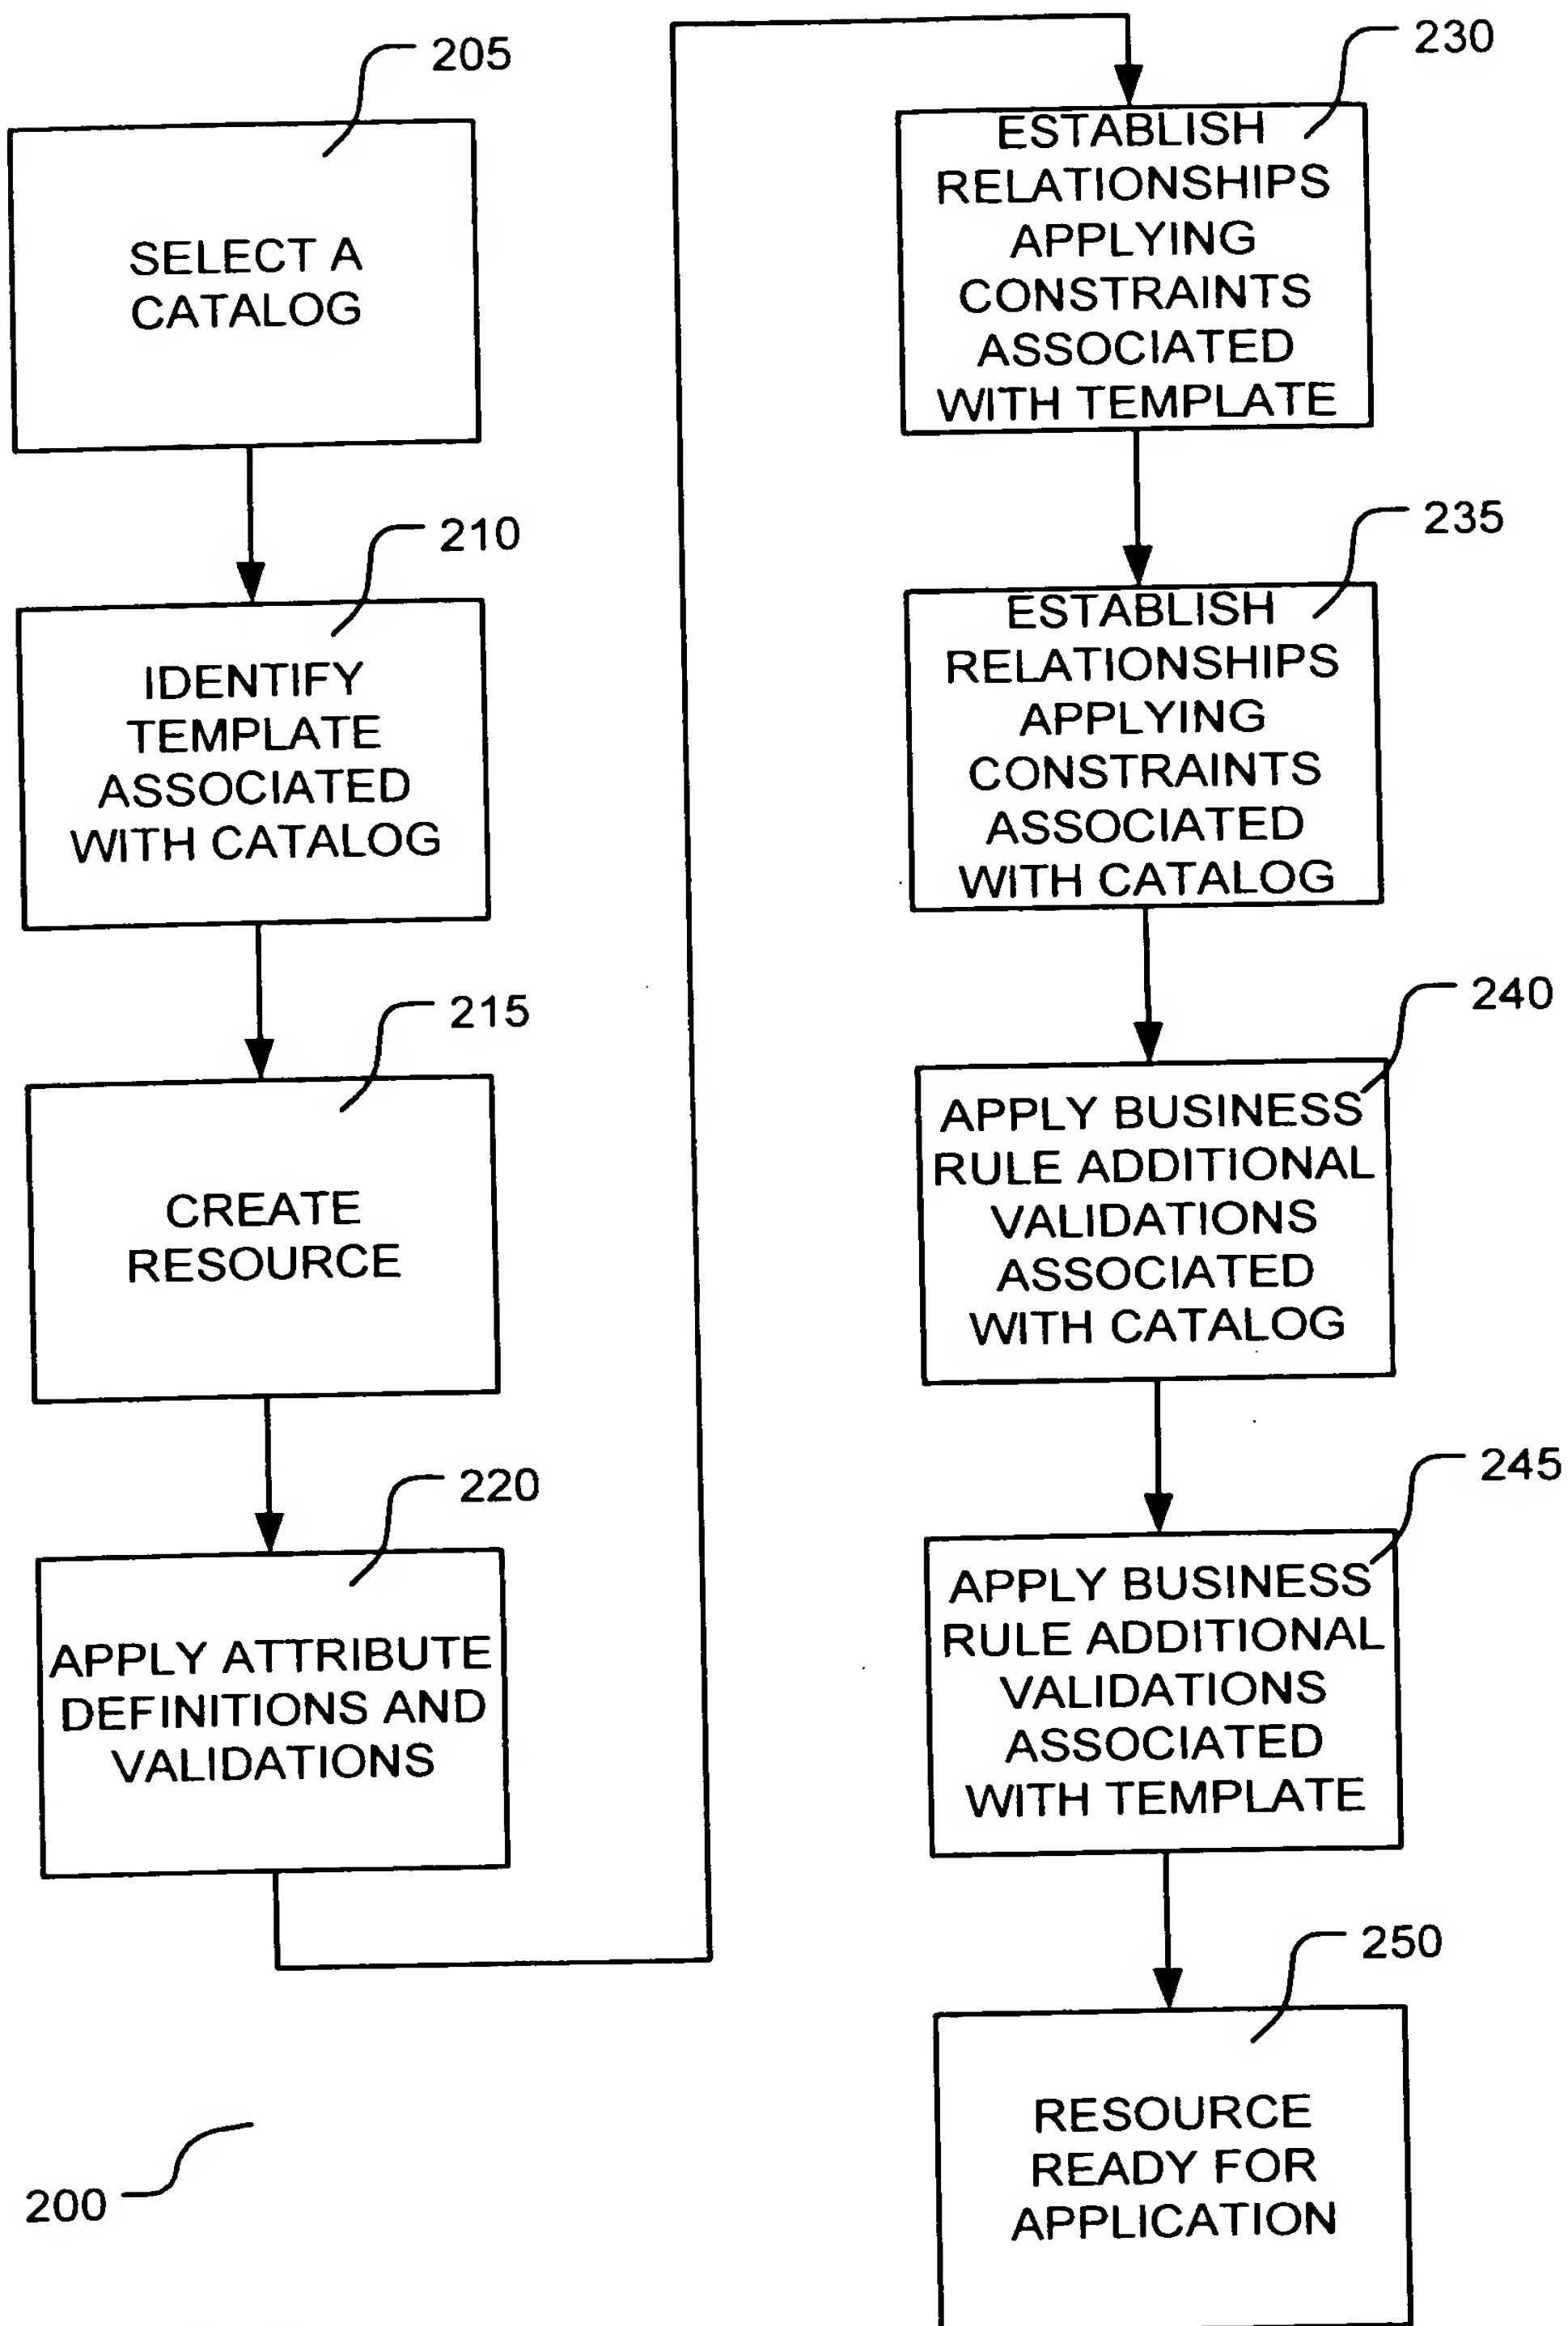 205
SELECT A
CATALOG
210
IDENTIFY
TEMPLATE
ASSOCIATED
WITH CATALOG
215
CREATE
RESOURCE
220
APPLY ATTRIBUTE
DEFINITIONS AND
VALIDATIONS
200
230
ESTABLISH
RELATIONSHIPS
APPLYING
CONSTRAINTS
ASSOCIATED
WITH TEMPLATE
235
ESTABLISH
RELATIONSHIPS
APPLYING
CONSTRAINTS
ASSOCIATED
WITH CATALOG
240
APPLY BUSINESS
RULE ADDITIONAL
VALIDATIONS
ASSOCIATED
WITH CATALOG
245
APPLY BUSINESS
RULE ADDITIONAL
VALIDATIONS
ASSOCIATED
WITH TEMPLATE
250
RESOURCE
READY FOR
APPLICATION